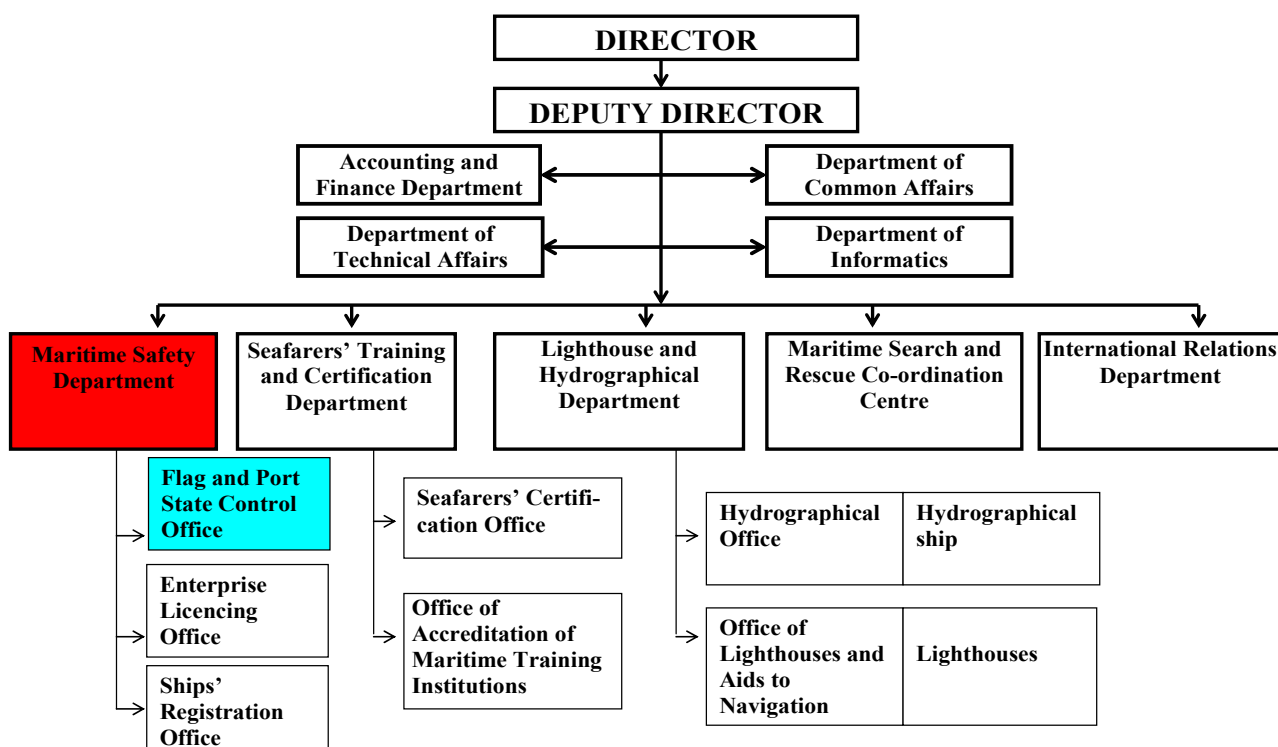 DIRECTOR
DEPUTY DIRECTOR
Accounting and
Finance Department
Department of
Common Affairs
Department of
Technical Affairs
Department of
Informatics
Maritime Safety
Department
Seafarers’ Training
and Certification
Department
Lighthouse and
Hydrographical
Department
Maritime Search and
Rescue Co-ordination
Centre
International Relations
Department
Flag and Port
State Control
Office
Enterprise
Licencing
Office
Ships’
Registration
Office
Seafarers’ Certifi-
cation Office
Office of
Accreditation of
Maritime Training
Institutions
Hydrographical
Office
Hydrographical
ship
Office of
Lighthouses and
Aids to
Navigation
Lighthouses